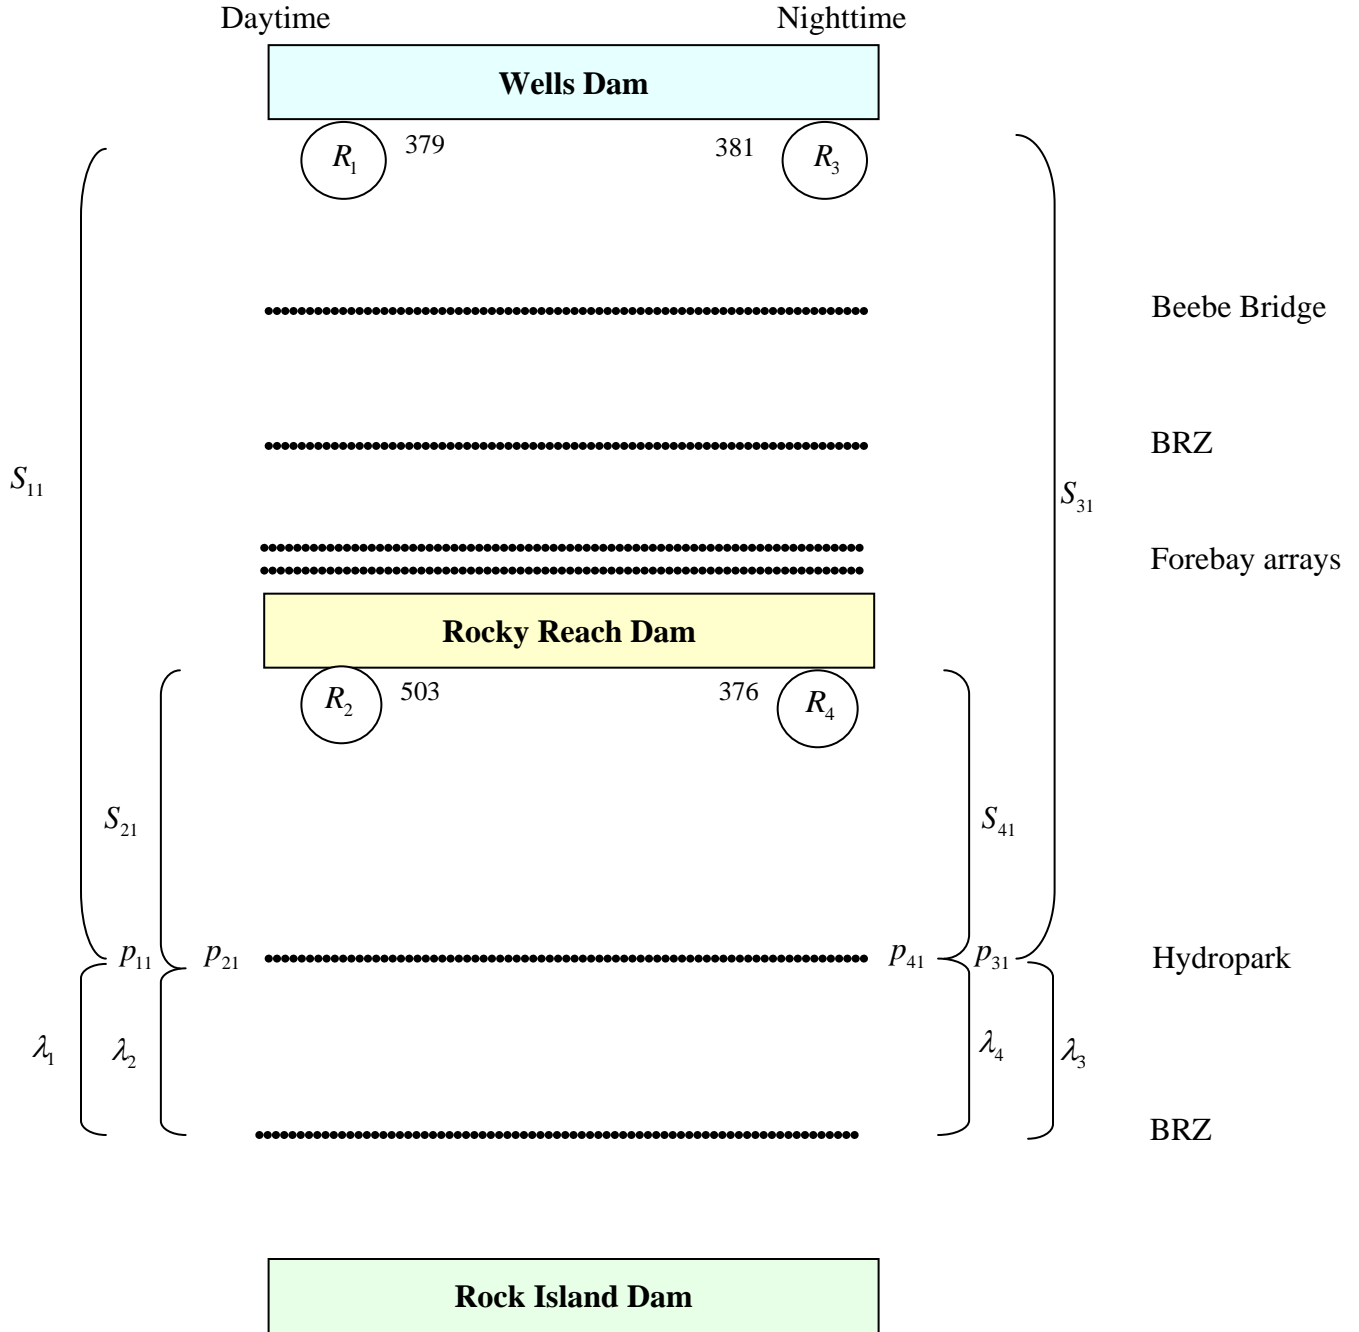 Daytime Nighttime
Wells Dam
R₁ 379 381 R₃
Beebe Bridge
BRZ
S₁₁ S₃₁
Forebay arrays
Rocky Reach Dam
R₂ 503 376 R₄
S₂₁ S₄₁
p₁₁ p₂₁ p₄₁ p₃₁ Hydropark
λ₁ λ₂ λ₄ λ₃
BRZ
Rock Island Dam